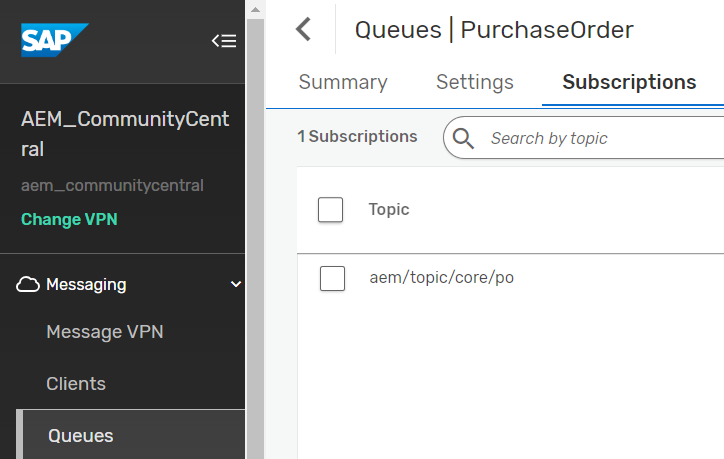 SAP
AEM_CommunityCent
ral
aem_communitycentral
Change VPN
Messaging
Message VPN
Clients
Queues
Queues | PurchaseOrder
Summary Settings Subscriptions
1 Subscriptions Search by topic
Topic
aem/topic/core/po